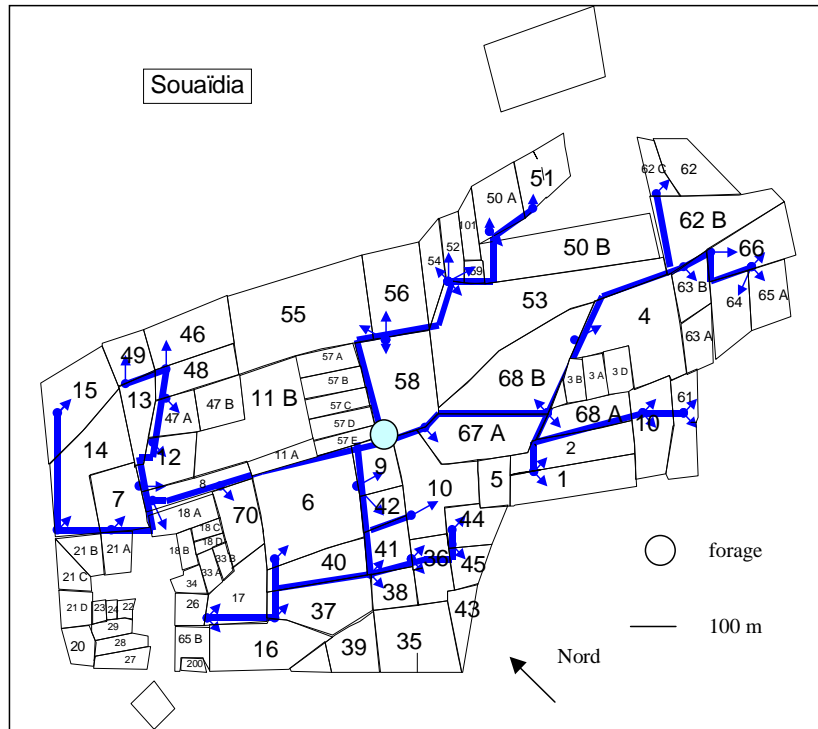 Souaïdia
62 C
62
51
50 A
101
62 B
52
50 B
66
54
59
56
53
63 B
64
65 A
55
4
46
49
63 A
48
57 A
58
15
57 B
68 B
3 B
3 A
3 D
61
13
11 B
57 C
47 A
47 B
57 D
68 A
10
67 A
57 E
14
12
11 A
2
9
8
5
1
7
6
42
10
18 A
70
44
18 C
18 D
21 B
21 A
18 B
33 B
41
36
forage
40
45
33 A
21 C
34
38
17
37
26
43
21 D
23
24
22
100 m
29
65 B
20
28
16
39
35
Nord
27
200